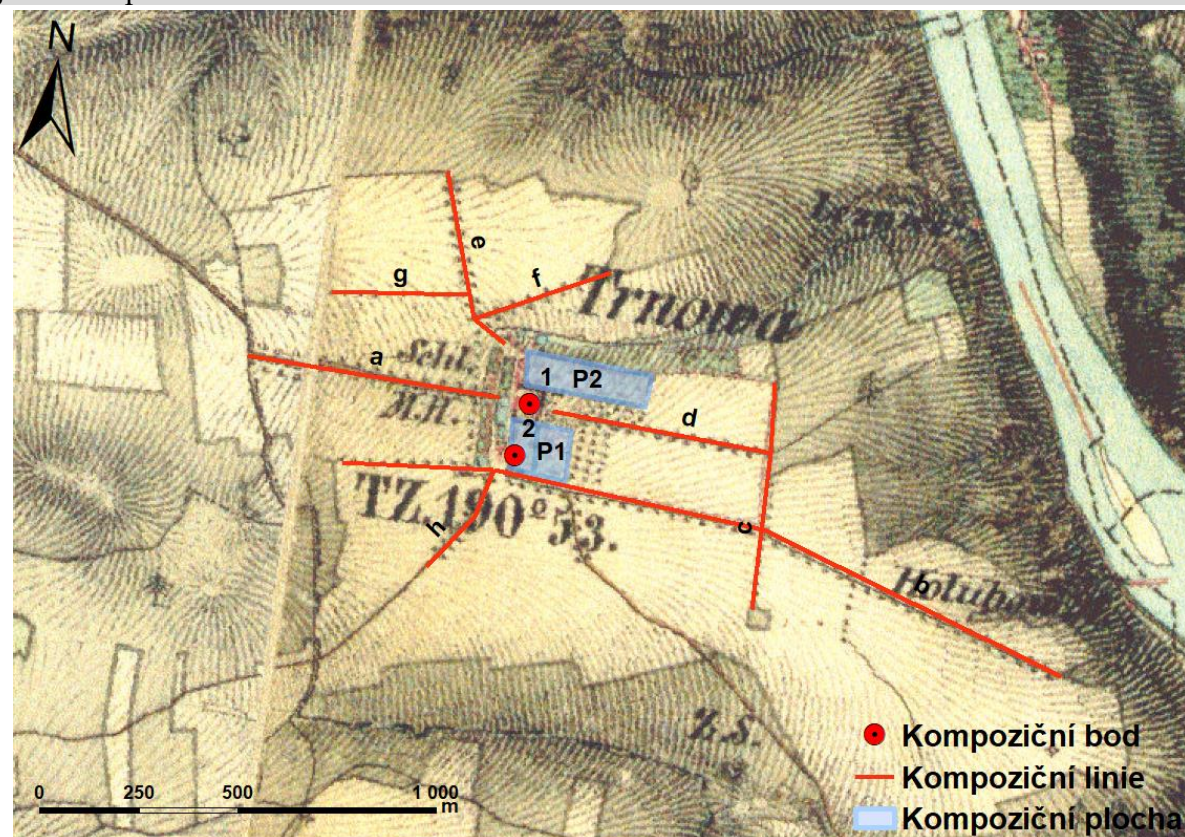 N
e
g
f
Trnowa
a
Schl.
M.H.
1
P2
2
P1
d
TZ.190°53.
h
c
b
Z.S.
0 250 500 1 000
m
Kompoziční bod
Kompoziční linie
Kompoziční plocha